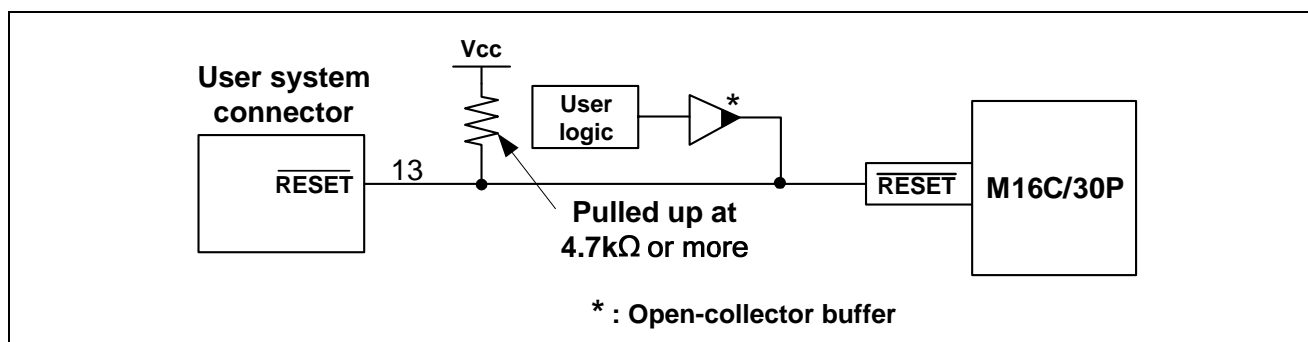 Vcc
User system
connector
User
logic
*
RESET
13
RESET
M16C/30P
Pulled up at
4.7kΩ or more
* : Open-collector buffer